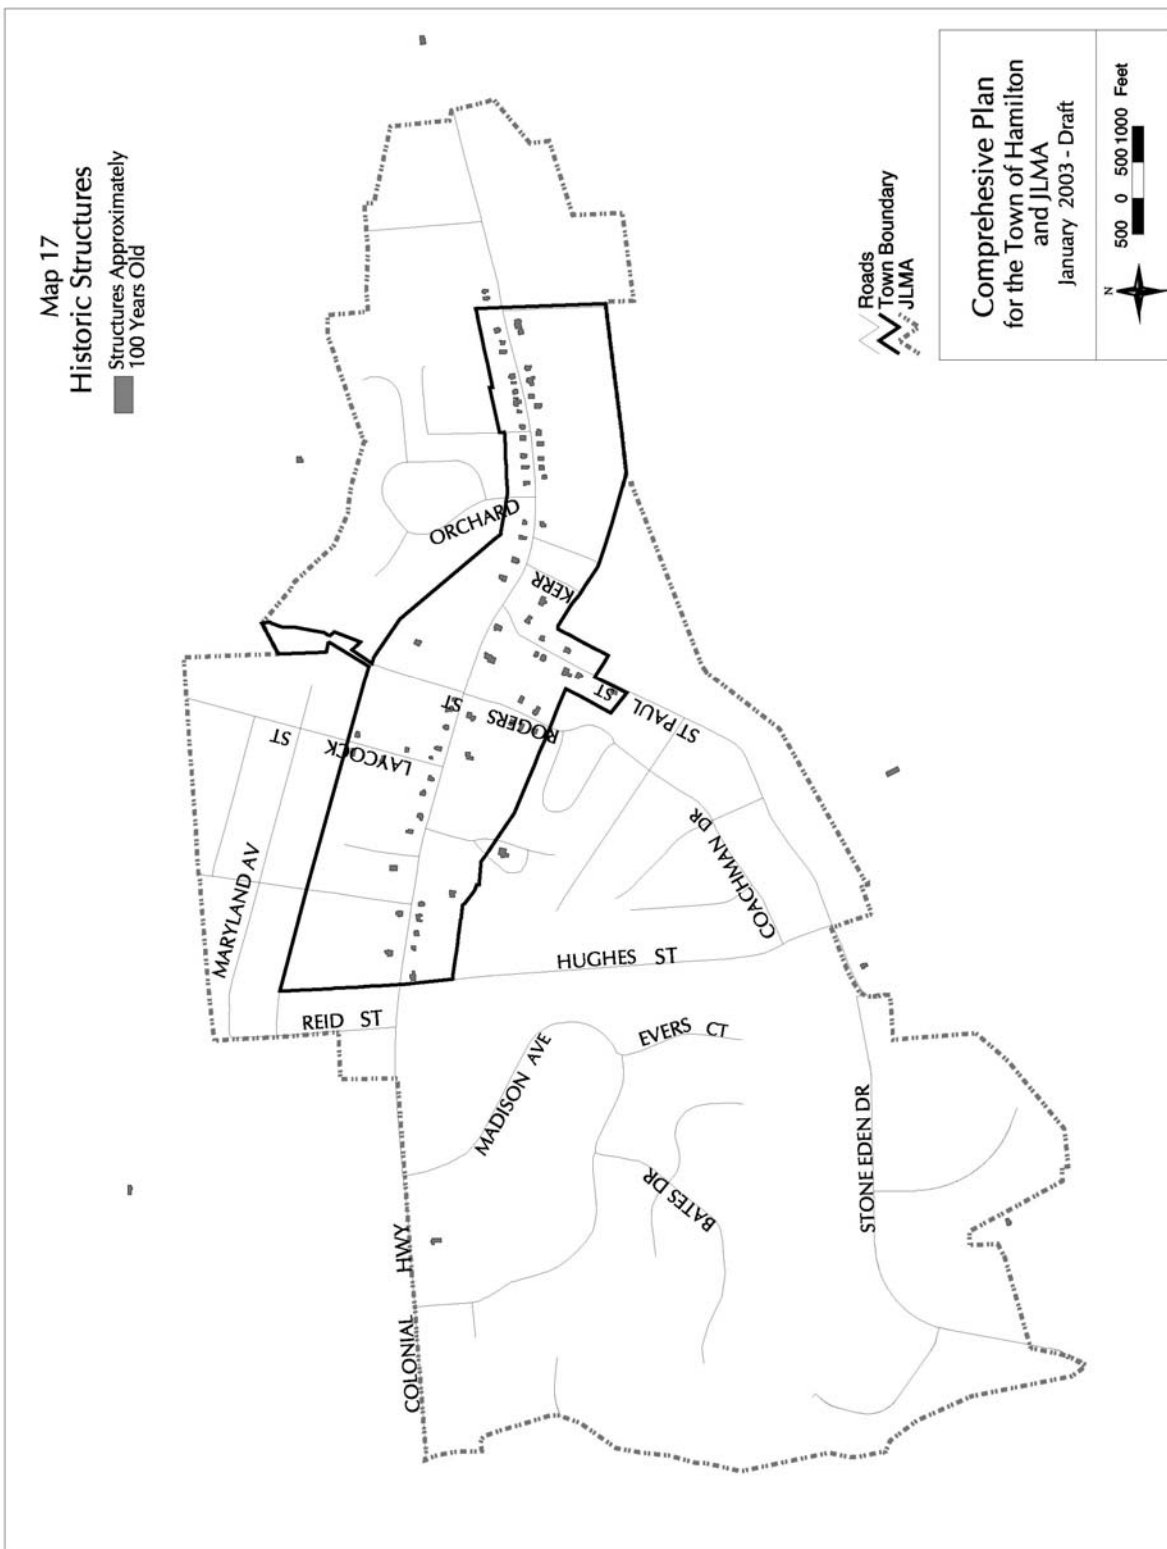 Map 17
Historic Structures
Structures Approximately
100 Years Old
ORCHARD
KERR
ST
ROGERS ST
ST PAUL
LAYCOCK ST
MARYLAND AV
COACHMAN DR
HUGHES ST
REID ST
MADISON AVE
EVERS CT
BATES DR
STONE EDEN DR
COLONIAL HWY
Roads
Town Boundary
JLMA
Comprehesive Plan
for the Town of Hamilton
and JLMA
January 2003 - Draft
N
500 0 500 1000 Feet